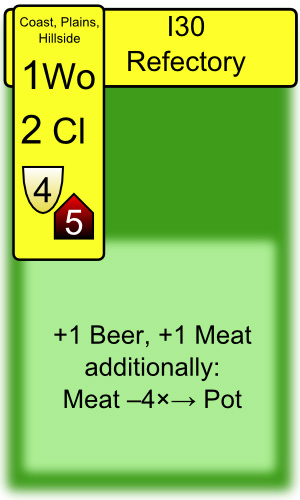 Coast, Plains,
Hillside
I30
Refectory
1Wo
2 Cl
4
5
+1 Beer, +1 Meat
additionally:
Meat –4×→ Pot